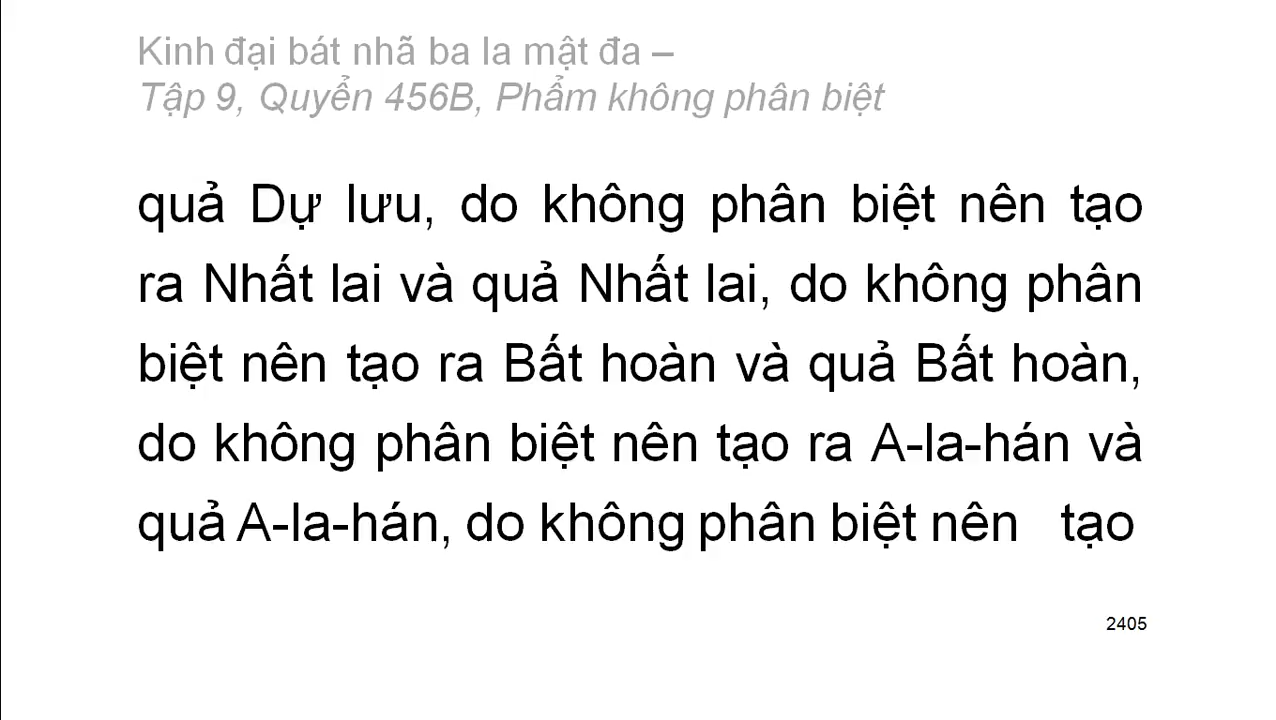 Kinh đại bát nhã ba la mật đa –
Tập 9, Quyển 456B, Phẩm không phân biệt
quả Dự lưu, do không phân biệt nên tạo
ra Nhất lai và quả Nhất lai, do không phân
biệt nên tạo ra Bất hoàn và quả Bất hoàn,
do không phân biệt nên tạo ra A-la-hán và
quả A-la-hán, do không phân biệt nên tạo
2405